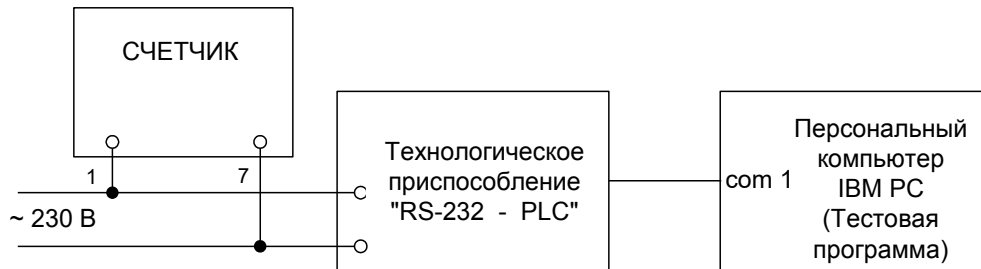 СЧЕТЧИК
1
7
~ 230 В
Технологическое
приспособление
"RS-232 - PLC"
com 1
Персональный
компьютер
IBM PC
(Тестовая
программа)